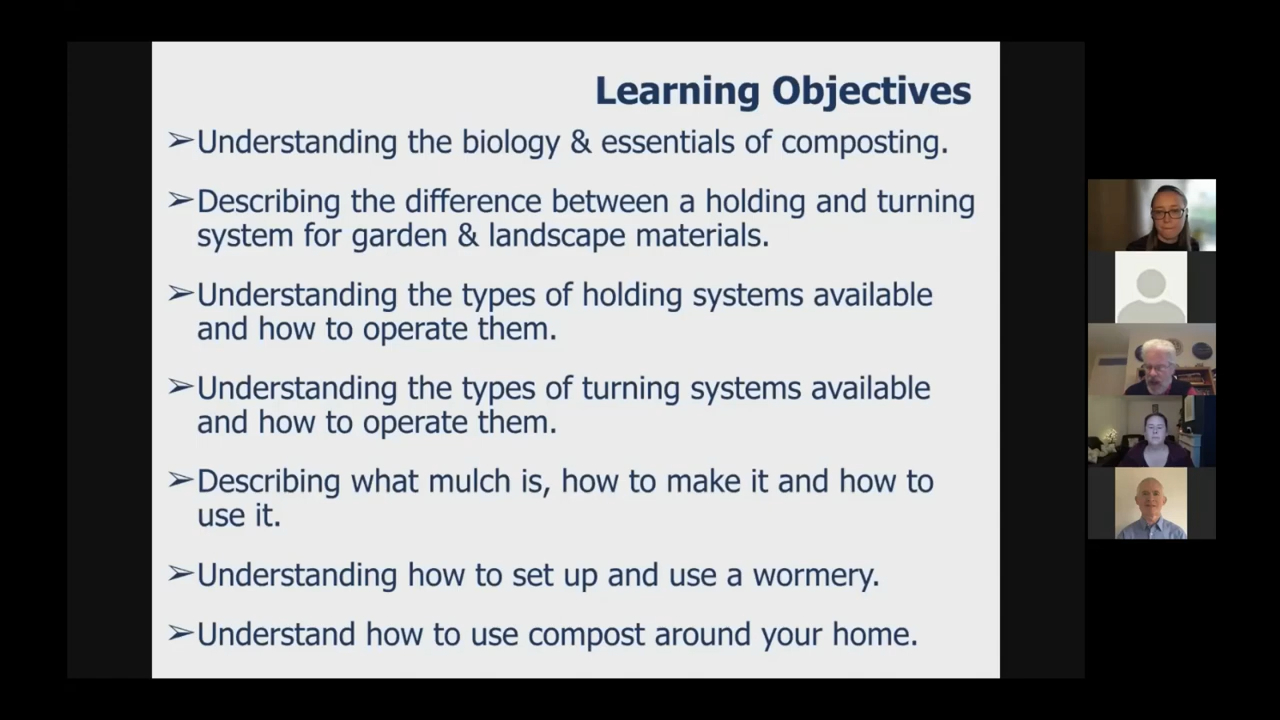 Learning Objectives
➢Understanding the biology & essentials of composting.
➢Describing the difference between a holding and turning
system for garden & landscape materials.
➢Understanding the types of holding systems available
and how to operate them.
➢Understanding the types of turning systems available
and how to operate them.
➢Describing what mulch is, how to make it and how to
use it.
➢Understanding how to set up and use a wormery.
➢Understand how to use compost around your home.